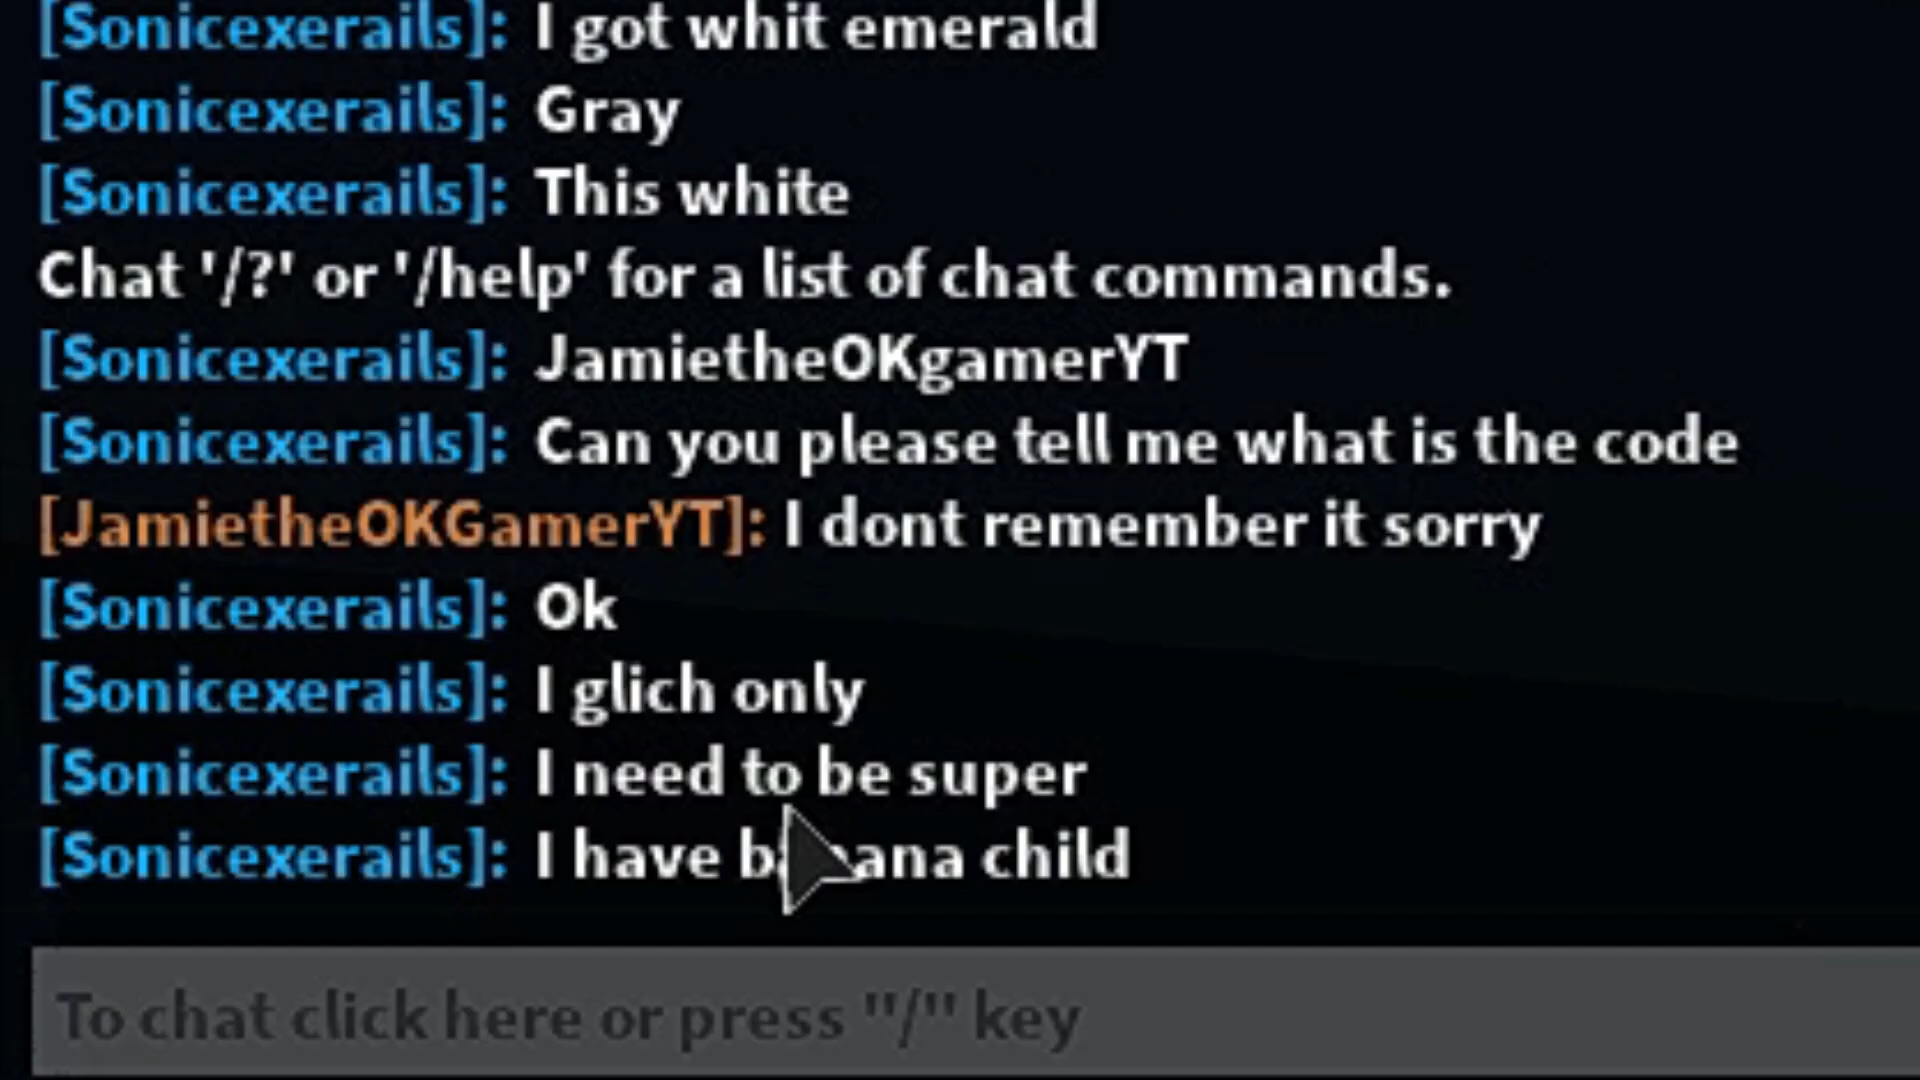 [Sonicexerails]: I got whit emerald
[Sonicexerails]: Gray
[Sonicexerails]: This white
Chat '/?' or '/help' for a list of chat commands.
[Sonicexerails]: JamietheOKgamerYT
[Sonicexerails]: Can you please tell me what is the code
[JamietheOKGamerYT]: I dont remember it sorry
[Sonicexerails]: Ok
[Sonicexerails]: I glich only
[Sonicexerails]: I need to be super
[Sonicexerails]: I have banana child
To chat click here or press "/" key